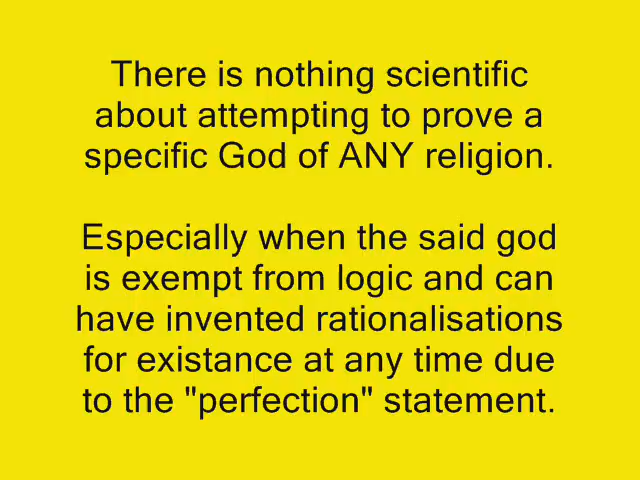 There is nothing scientific
about attempting to prove a
specific God of ANY religion.
Especially when the said god
is exempt from logic and can
have invented rationalisations
for existance at any time due
to the "perfection" statement.